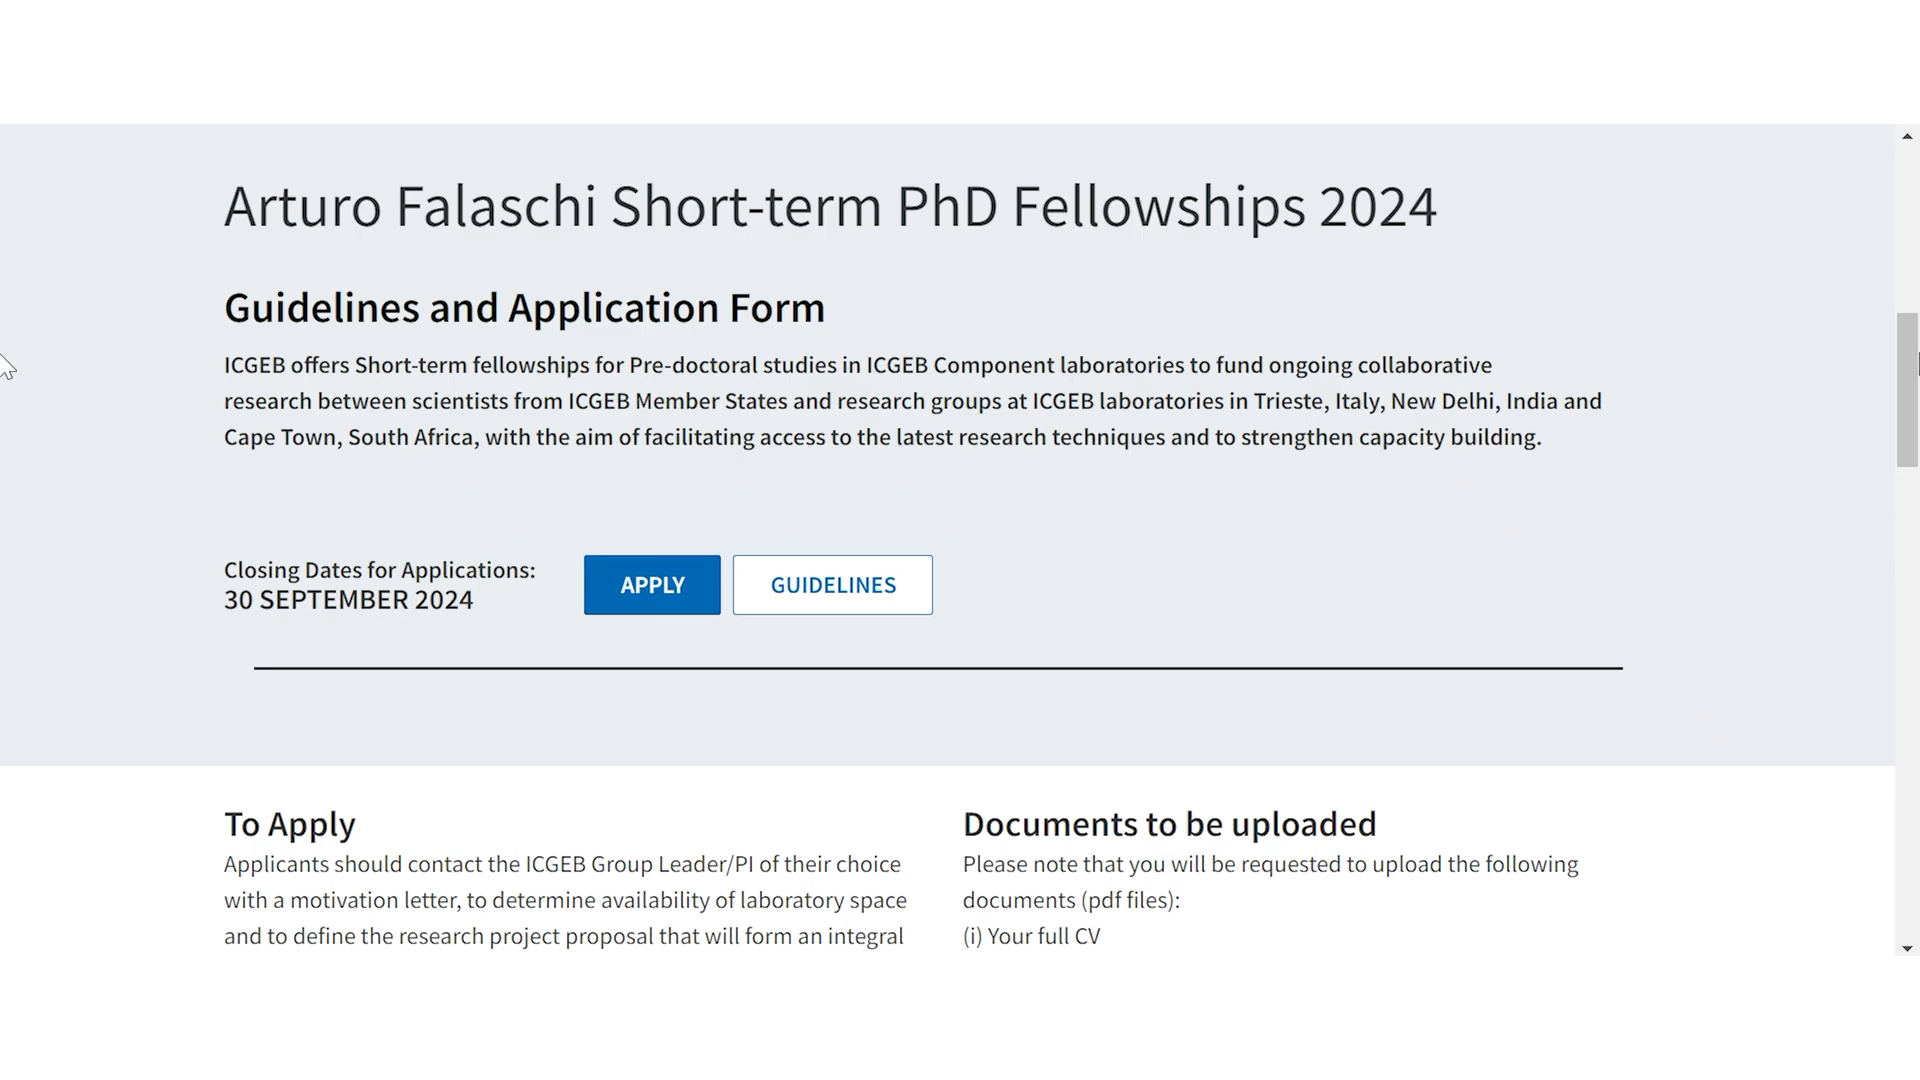 Arturo Falaschi Short-term PhD Fellowships 2024
Guidelines and Application Form
ICGEB offers Short-term fellowships for Pre-doctoral studies in ICGEB Component laboratories to fund ongoing collaborative
research between scientists from ICGEB Member States and research groups at ICGEB laboratories in Trieste, Italy, New Delhi, India and
Cape Town, South Africa, with the aim of facilitating access to the latest research techniques and to strengthen capacity building.
Closing Dates for Applications:
30 SEPTEMBER 2024
APPLY
GUIDELINES
To Apply
Applicants should contact the ICGEB Group Leader/PI of their choice
with a motivation letter, to determine availability of laboratory space
and to define the research project proposal that will form an integral
Documents to be uploaded
Please note that you will be requested to upload the following
documents (pdf files):
(i) Your full CV